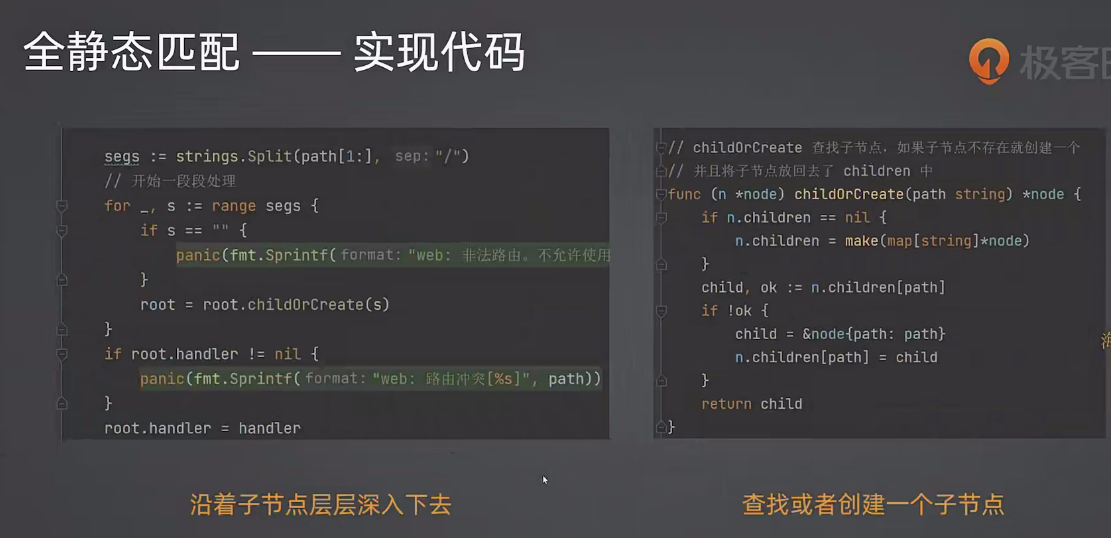 全静态匹配 —— 实现代码
极客
segs := strings.Split(path[1:], sep: "/")
// 开始一段段处理
for _, s := range segs {
if s == "" {
panic(fmt.Sprintf( format: "web: 非法路由。不允许使用
}
root = root.childOrCreate(s)
}
if root.handler != nil {
panic(fmt.Sprintf( format: "web: 路由冲突[%s]", path))
}
root.handler = handler
// childOrCreate 查找子节点，如果子节点不存在就创建一个
// 并且将子节点放回去了 children 中
func (n *node) childOrCreate(path string) *node {
if n.children == nil {
n.children = make(map[string]*node)
}
child, ok := n.children[path]
if !ok {
child = &node{path: path}
n.children[path] = child
}
return child
}
沿着子节点层层深入下去
查找或者创建一个子节点